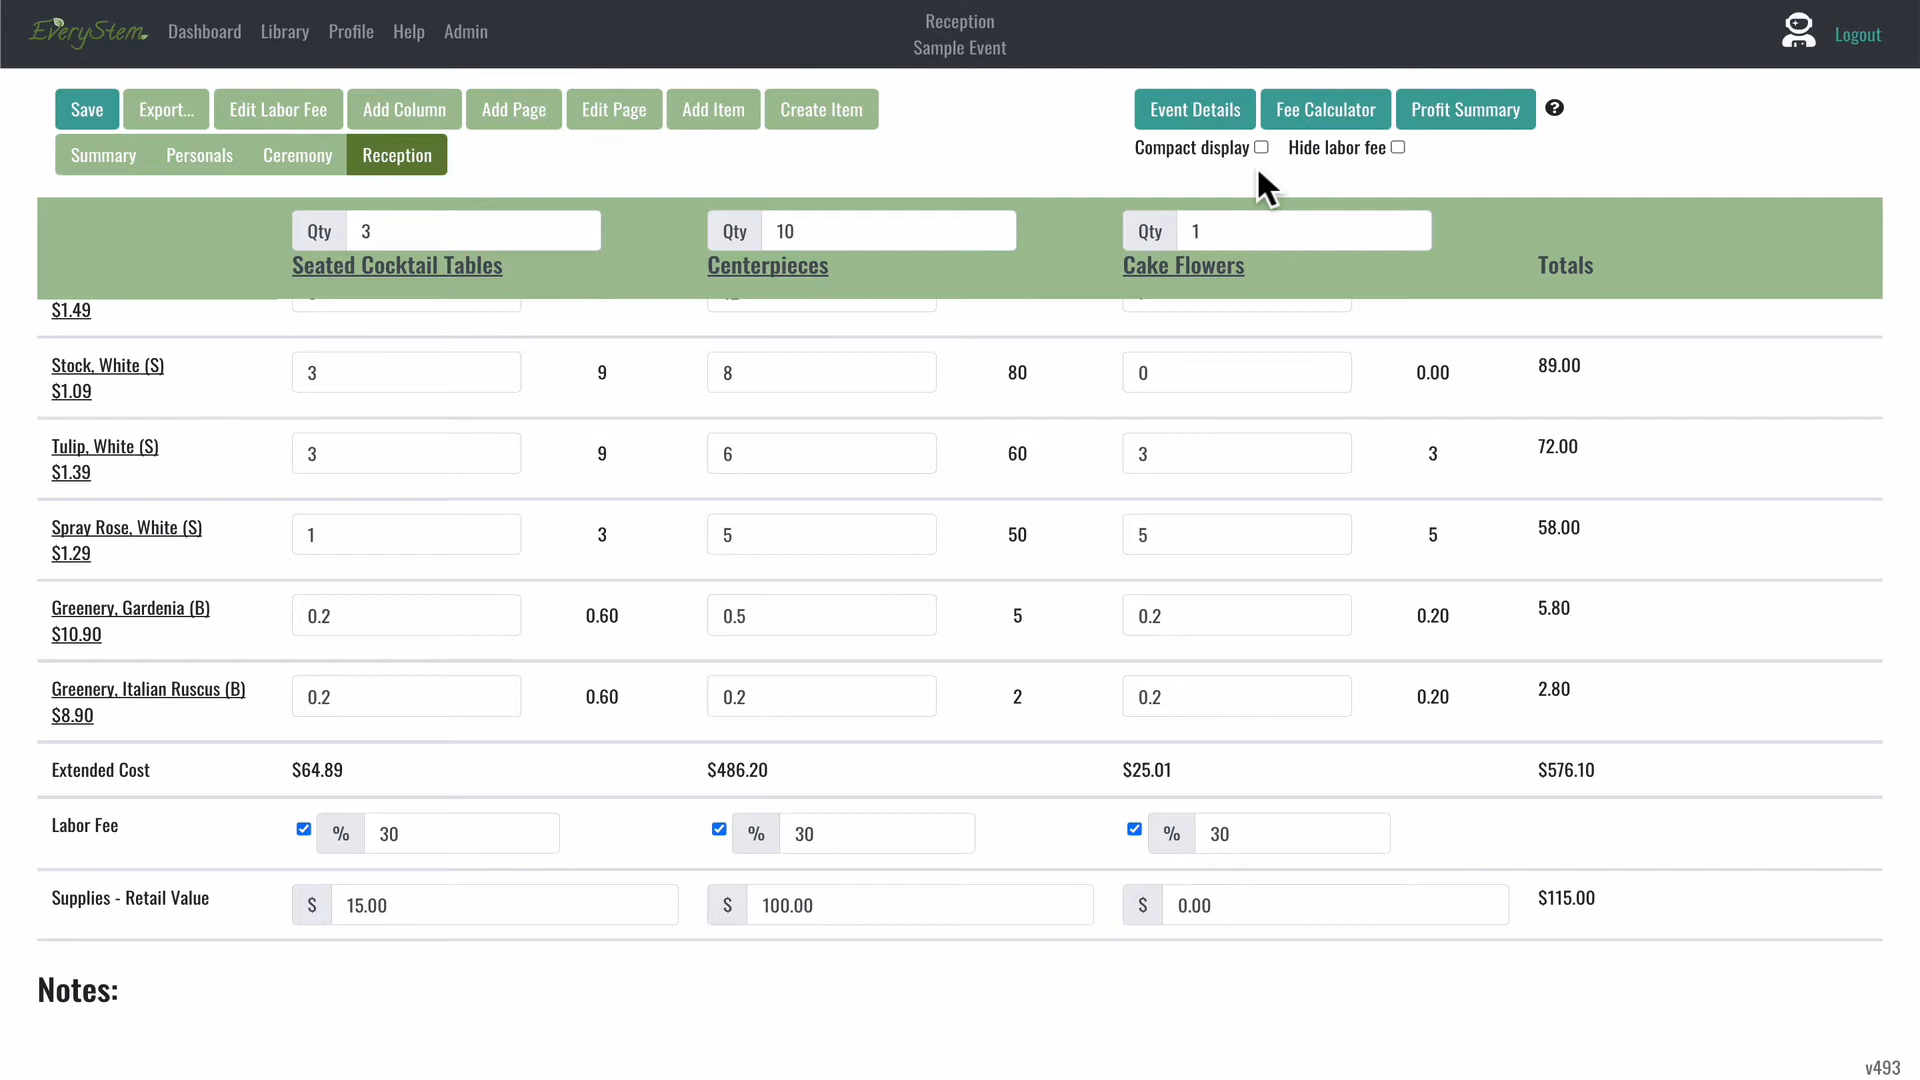 EveryStem Dashboard Library Profile Help Admin
Reception
Sample Event
Logout
Save Export... Edit Labor Fee Add Column Add Page Edit Page Add Item Create Item
Event Details Fee Calculator Profit Summary ?
Compact display Hide labor fee
Summary Personals Ceremony Reception
Qty 3 Qty 10 Qty 1
Seated Cocktail Tables Centerpieces Cake Flowers Totals
$1.49
Stock, White (S) 3 9 8 80 0 0.00 89.00
$1.09
Tulip, White (S) 3 9 6 60 3 3 72.00
$1.39
Spray Rose, White (S) 1 3 5 50 5 5 58.00
$1.29
Greenery, Gardenia (B) 0.2 0.60 0.5 5 0.2 0.20 5.80
$10.90
Greenery, Italian Ruscus (B) 0.2 0.60 0.2 2 0.2 0.20 2.80
$8.90
Extended Cost $64.89 $486.20 $25.01 $576.10
Labor Fee % 30 % 30 % 30
Supplies - Retail Value $ 15.00 $ 100.00 $ 0.00 $115.00
Notes:
v493